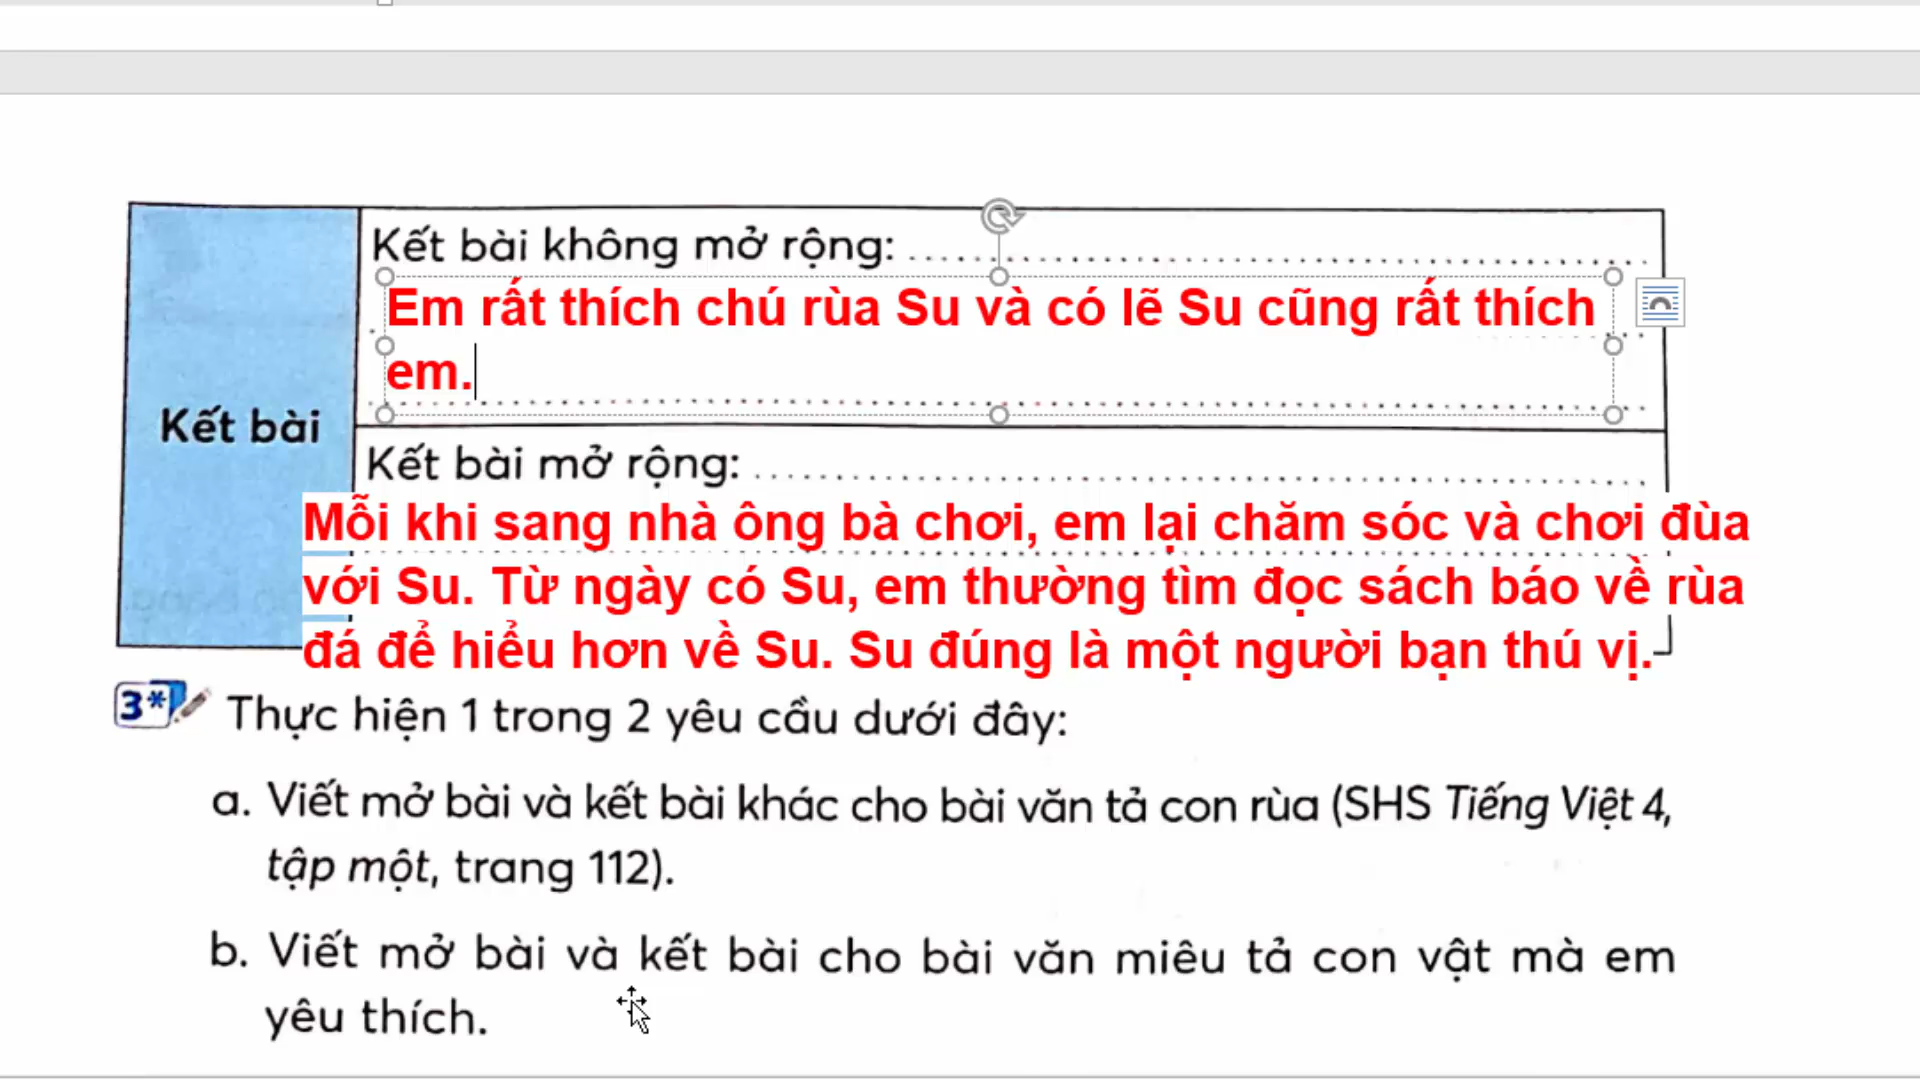 Kết bài không mở rộng:
Em rất thích chú rùa Su và có lẽ Su cũng rất thích
em.
Kết bài
Kết bài mở rộng:
Mỗi khi sang nhà ông bà chơi, em lại chăm sóc và chơi đùa
với Su. Từ ngày có Su, em thường tìm đọc sách báo về rùa
đá để hiểu hơn về Su. Su đúng là một người bạn thú vị.
3* Thực hiện 1 trong 2 yêu cầu dưới đây:
a. Viết mở bài và kết bài khác cho bài văn tả con rùa (SHS Tiếng Việt 4,
tập một, trang 112).
b. Viết mở bài và kết bài cho bài văn miêu tả con vật mà em
yêu thích.